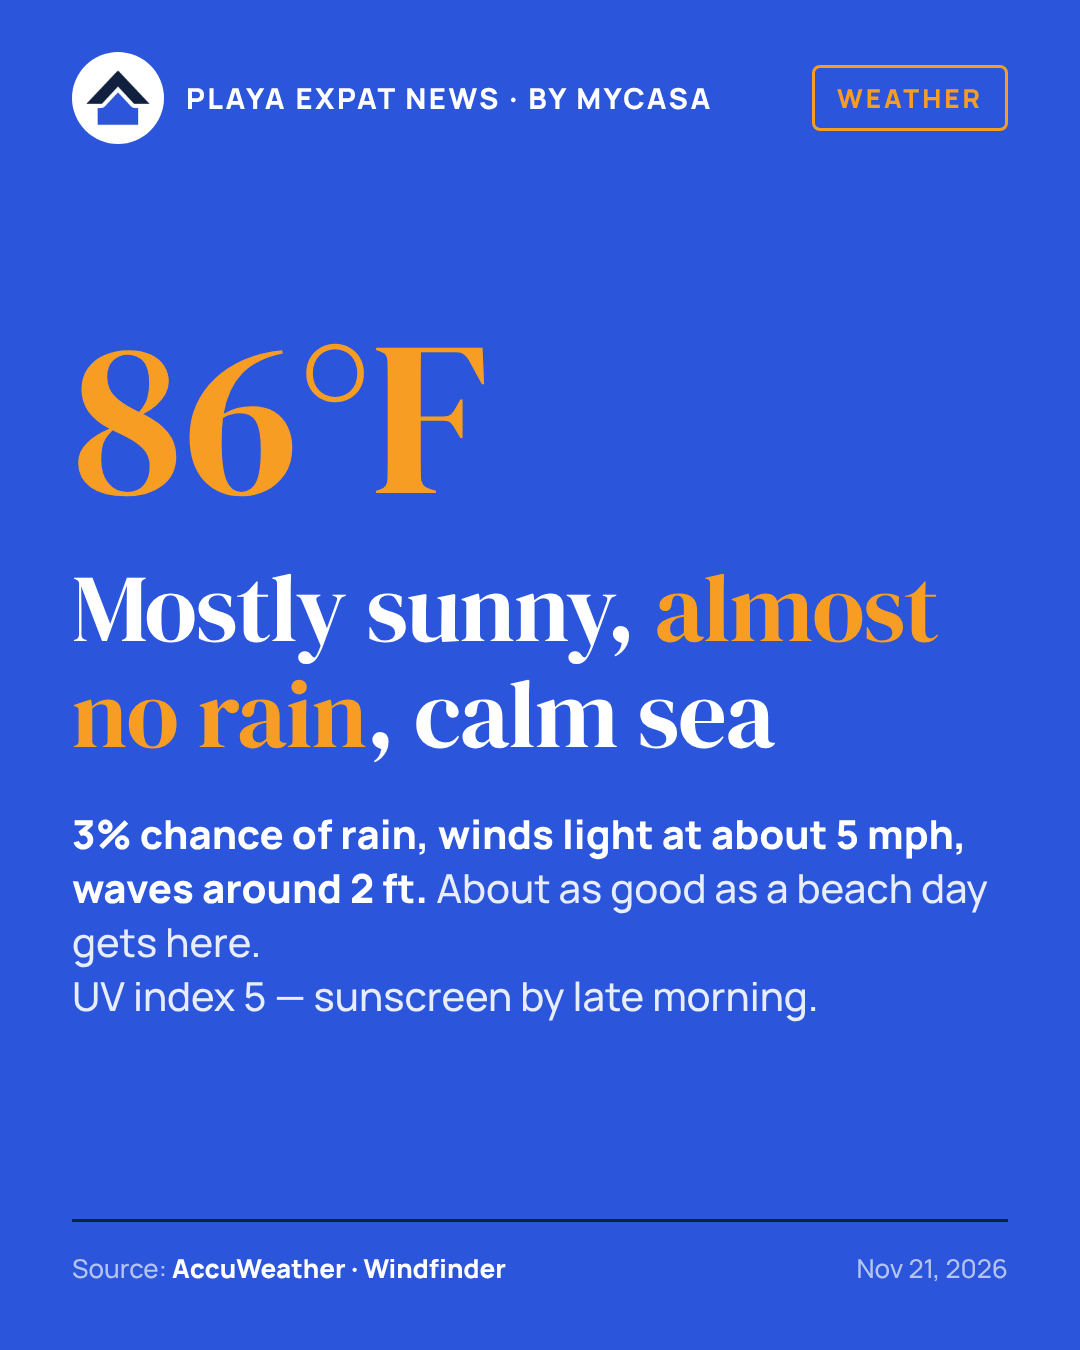 PLAYA EXPAT NEWS · BY MYCASA
WEATHER
86°F
Mostly sunny, almost
no rain, calm sea
3% chance of rain, winds light at about 5 mph,
waves around 2 ft. About as good as a beach day
gets here.
UV index 5 — sunscreen by late morning.
Source: AccuWeather · Windfinder
Nov 21, 2026